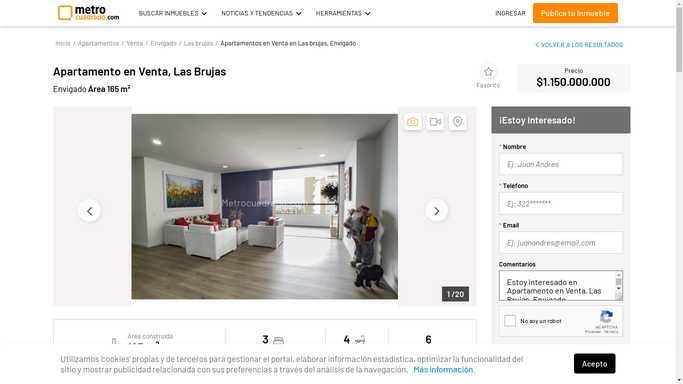 metro
cuadrado.com
BUSCAR INMUEBLES
NOTICIAS Y TENDENCIAS
HERRAMIENTAS
INGRESAR
Publica tu Inmueble
Inicio | Apartamentos | Venta | Envigado | Las brujas | Apartamentos en Venta en Las brujas, Envigado
VOLVER A LOS RESULTADOS
Apartamento en Venta, Las Brujas
Envigado Área 165 m²
Favorito
Precio
$1.150.000.000
Metrocuadrado.com
1 / 20
¡Estoy Interesado!
* Nombre
Ej: Juan Andres
* Teléfono
Ej: 322*******
* Email
Ej: juanandres@email.com
Comentarios
Estoy interesado en
Apartamento en Venta, Las
Brujas, Envigado
No soy un robot
reCAPTCHA
Privacidad - Términos
Area construida
3
4
6
Utilizamos 'cookies' propias y de terceros para gestionar el portal, elaborar información estadística, optimizar la funcionalidad del
sitio y mostrar publicidad relacionada con sus preferencias a través del análisis de la navegación. Más información.
Acepto